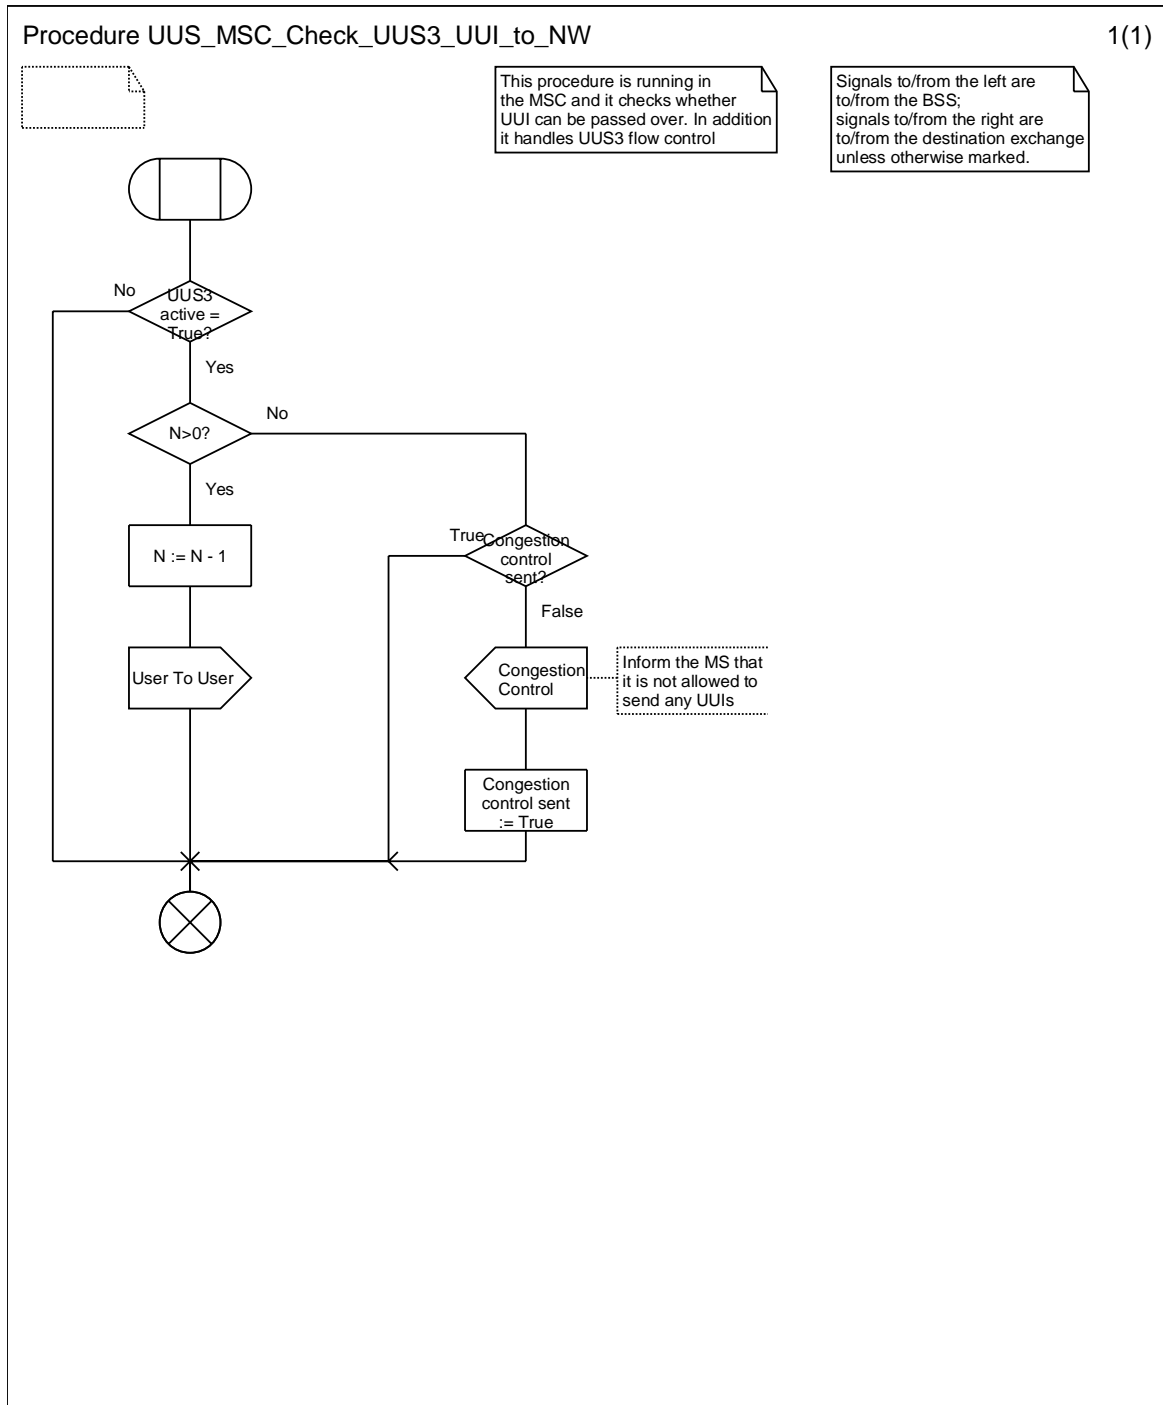 Procedure UUS_MSC_Check_UUS3_UUI_to_NW
1(1)
This procedure is running in
the MSC and it checks whether
UUI can be passed over. In addition
it handles UUS3 flow control
Signals to/from the left are
to/from the BSS;
signals to/from the right are
to/from the destination exchange
unless otherwise marked.
No
UUS3
active =
True?
Yes
N>0?
No
Yes
N := N - 1
True
Congestion
control
sent?
False
User To User
Congestion
Control
Inform the MS that
it is not allowed to
send any UUIs
Congestion
control sent
:= True